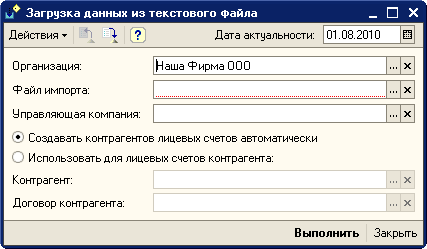 Загрузка данных из текстового файла
Действия ? Дата актуальности: 01.08.2010
Организация: Наша Фирма ООО ...
Файл импорта: ...
Управляющая компания: ...
Создавать контрагентов лицевых счетов автоматически
Использовать для лицевых счетов контрагента:
Контрагент: ...
Договор контрагента: ...
Выполнить Закрыть